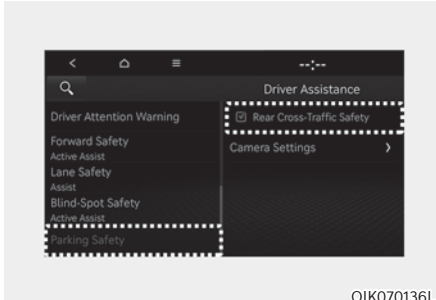 --:--
Driver Assistance
Driver Attention Warning
Forward Safety
Active Assist
Lane Safety
Assist
Blind-Spot Safety
Active Assist
Parking Safety
Rear Cross-Traffic Safety
Camera Settings
OJK070136L